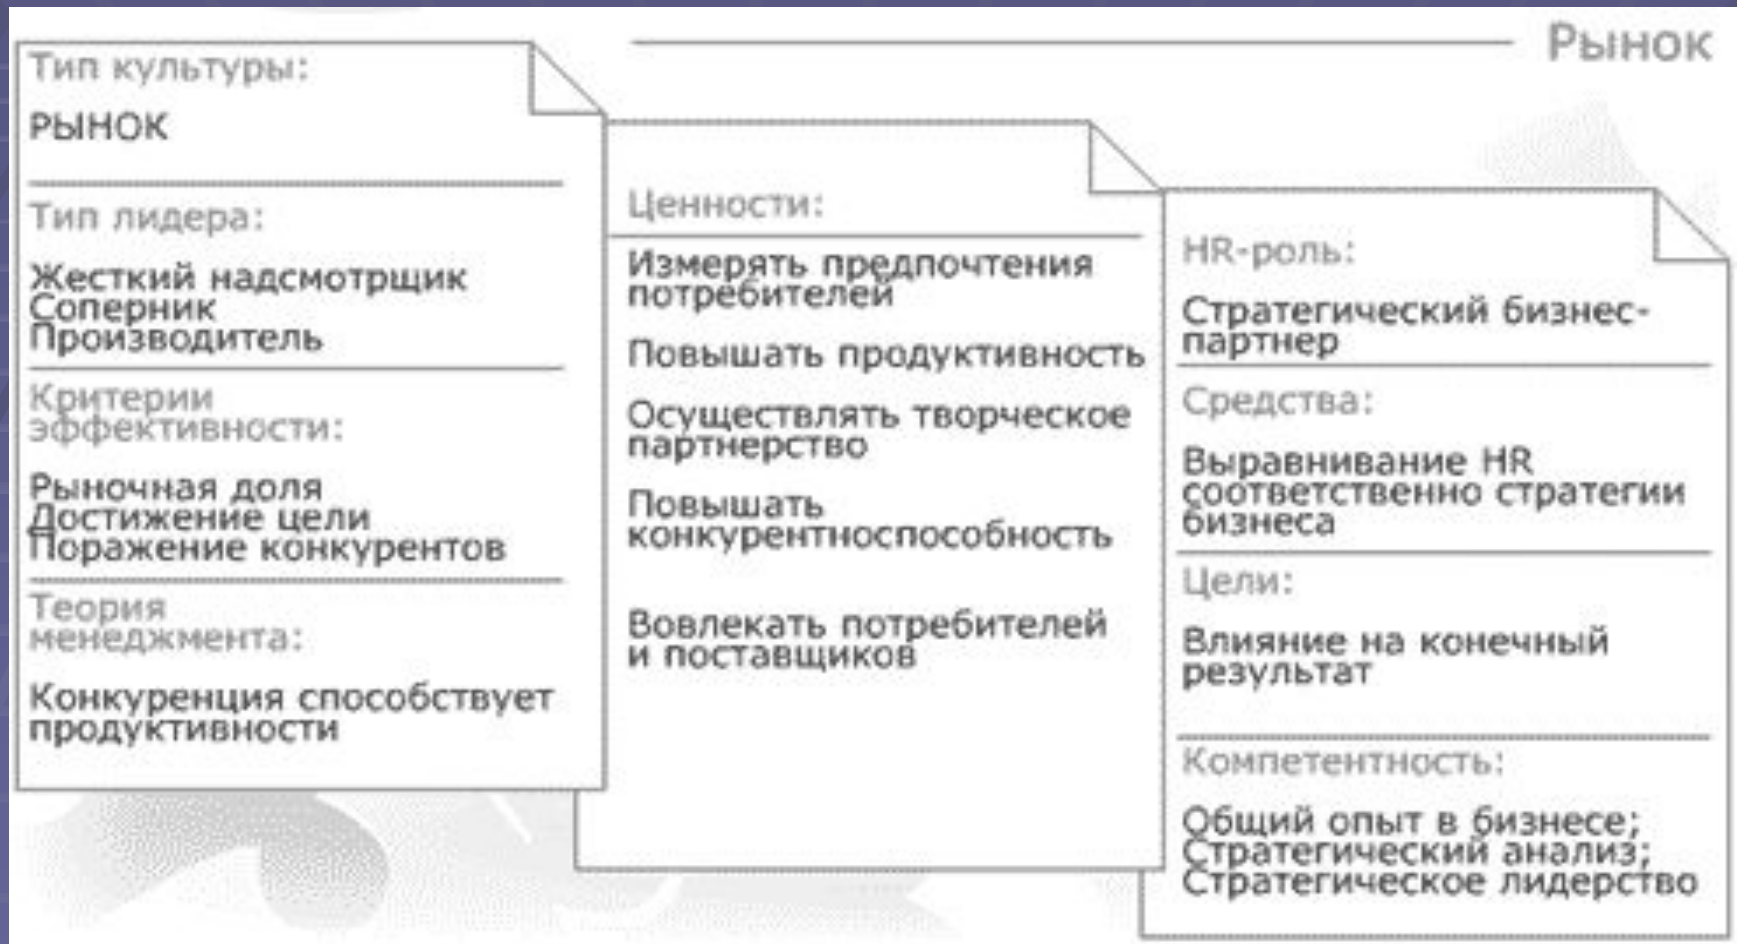 Рынок
Тип культуры:
РЫНОК
Тип лидера:
Жесткий надсмотрщик
Соперник
Производитель
Критерии
эффективности:
Рыночная доля
Достижение цели
Поражение конкурентов
Теория
менеджмента:
Конкуренция способствует
продуктивности
Ценности:
Измерять предпочтения
потребителей
Повышать продуктивность
Осуществлять творческое
партнерство
Повышать
конкурентноспособность
Вовлекать потребителей
и поставщиков
HR-роль:
Стратегический бизнес-
партнер
Средства:
Выравнивание HR
соответственно стратегии
бизнеса
Цели:
Влияние на конечный
результат
Компетентность:
Общий опыт в бизнесе;
Стратегический анализ;
Стратегическое лидерство